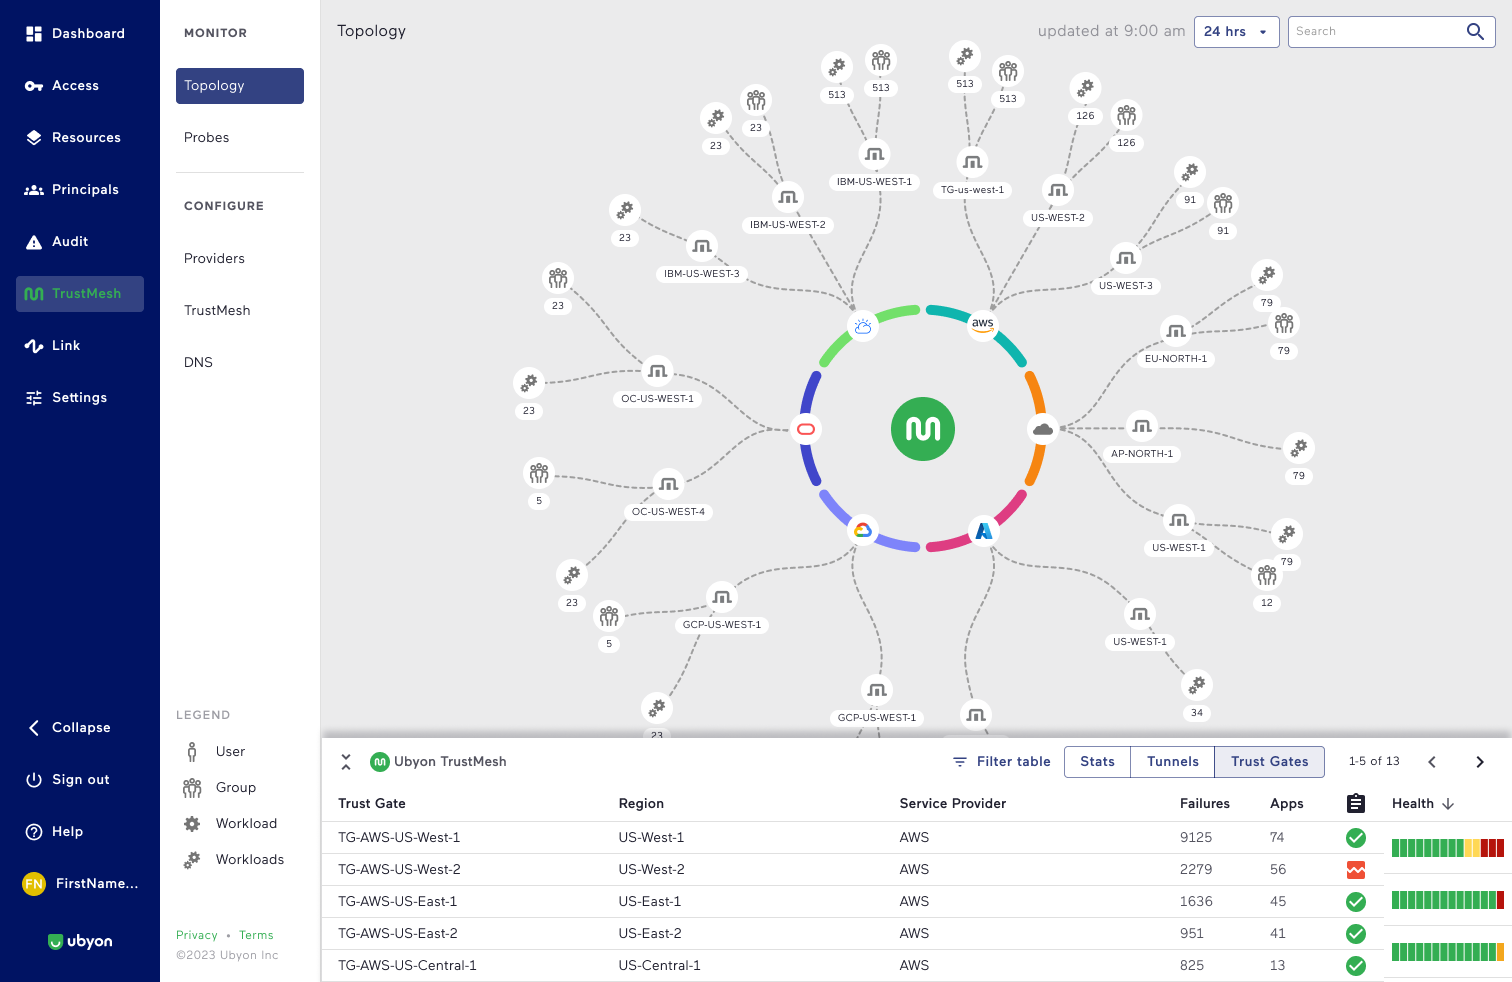 Dashboard
Access
Resources
Principals
Audit
TrustMesh
Link
Settings
Collapse
Sign out
Help
FN FirstName...
ubyon
MONITOR
Topology
Probes
CONFIGURE
Providers
TrustMesh
DNS
LEGEND
User
Group
Workload
Workloads
Privacy • Terms
©2023 Ubyon Inc
Topology
updated at 9:00 am
24 hrs
Search
513
513
513
513
23
23
126
126
IBM-US-WEST-1
TG-us-west-1
IBM-US-WEST-2
US-WEST-2
91
91
23
IBM-US-WEST-3
US-WEST-3
23
79
79
aws
EU-NORTH-1
OC-US-WEST-1
23
AP-NORTH-1
79
5
OC-US-WEST-4
US-WEST-1
79
23
12
5
GCP-US-WEST-1
US-WEST-1
34
GCP-US-WEST-1
23
Ubyon TrustMesh
Filter table
Stats
Tunnels
Trust Gates
1-5 of 13
Trust Gate Region Service Provider Failures Apps Health
TG-AWS-US-West-1 US-West-1 AWS 9125 74
TG-AWS-US-West-2 US-West-2 AWS 2279 56
TG-AWS-US-East-1 US-East-1 AWS 1636 45
TG-AWS-US-East-2 US-East-2 AWS 951 41
TG-AWS-US-Central-1 US-Central-1 AWS 825 13